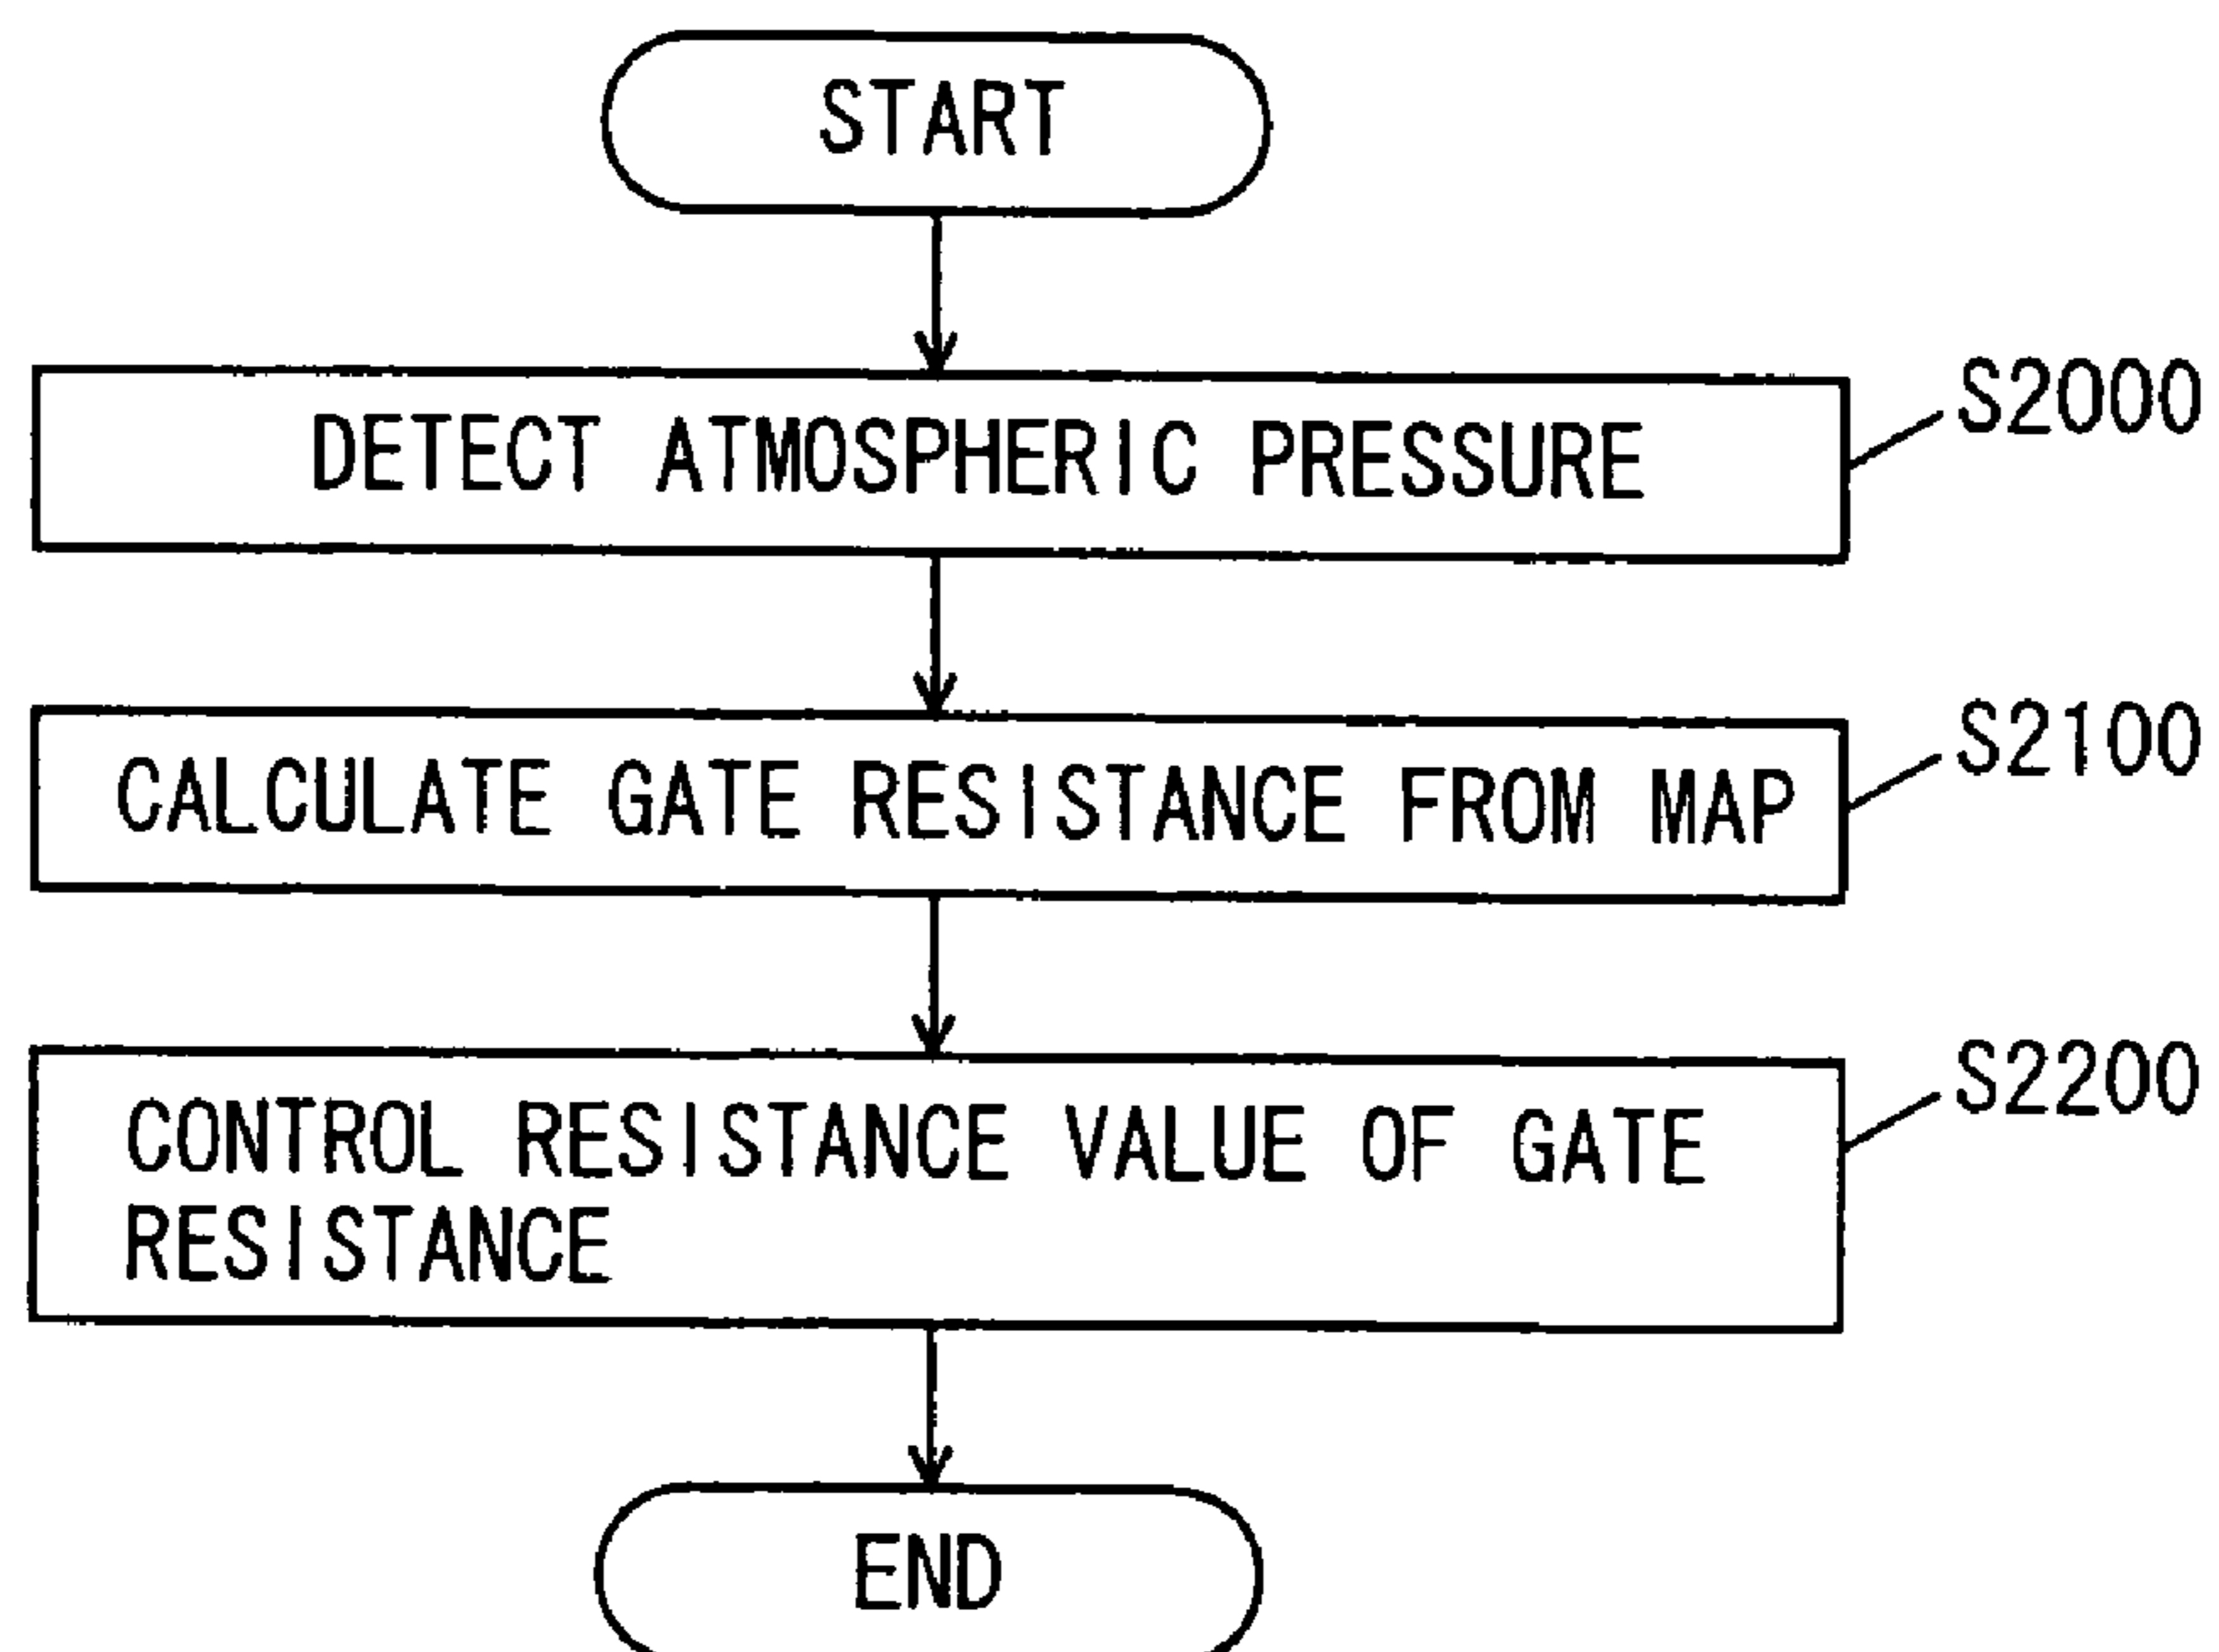 START
DETECT ATMOSPHERIC PRESSURE
S2000
CALCULATE GATE RESISTANCE FROM MAP
S2100
CONTROL RESISTANCE VALUE OF GATE
RESISTANCE
S2200
END